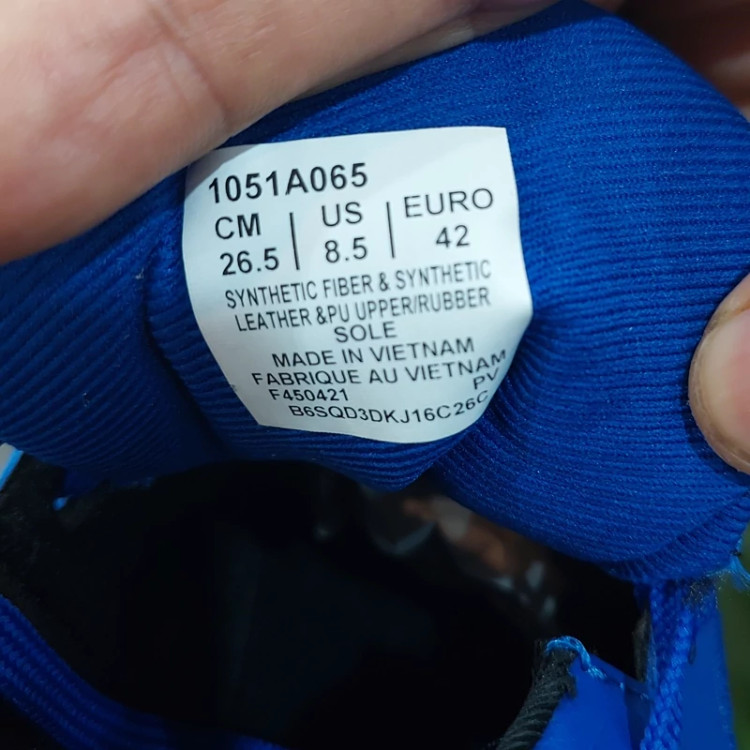 1051A065
CM | US | EURO
26.5 | 8.5 | 42
SYNTHETIC FIBER & SYNTHETIC
LEATHER &PU UPPER/RUBBER
SOLE
MADE IN VIETNAM
FABRIQUE AU VIETNAM
F450421 PV
B6SQD3DKJ16C26C